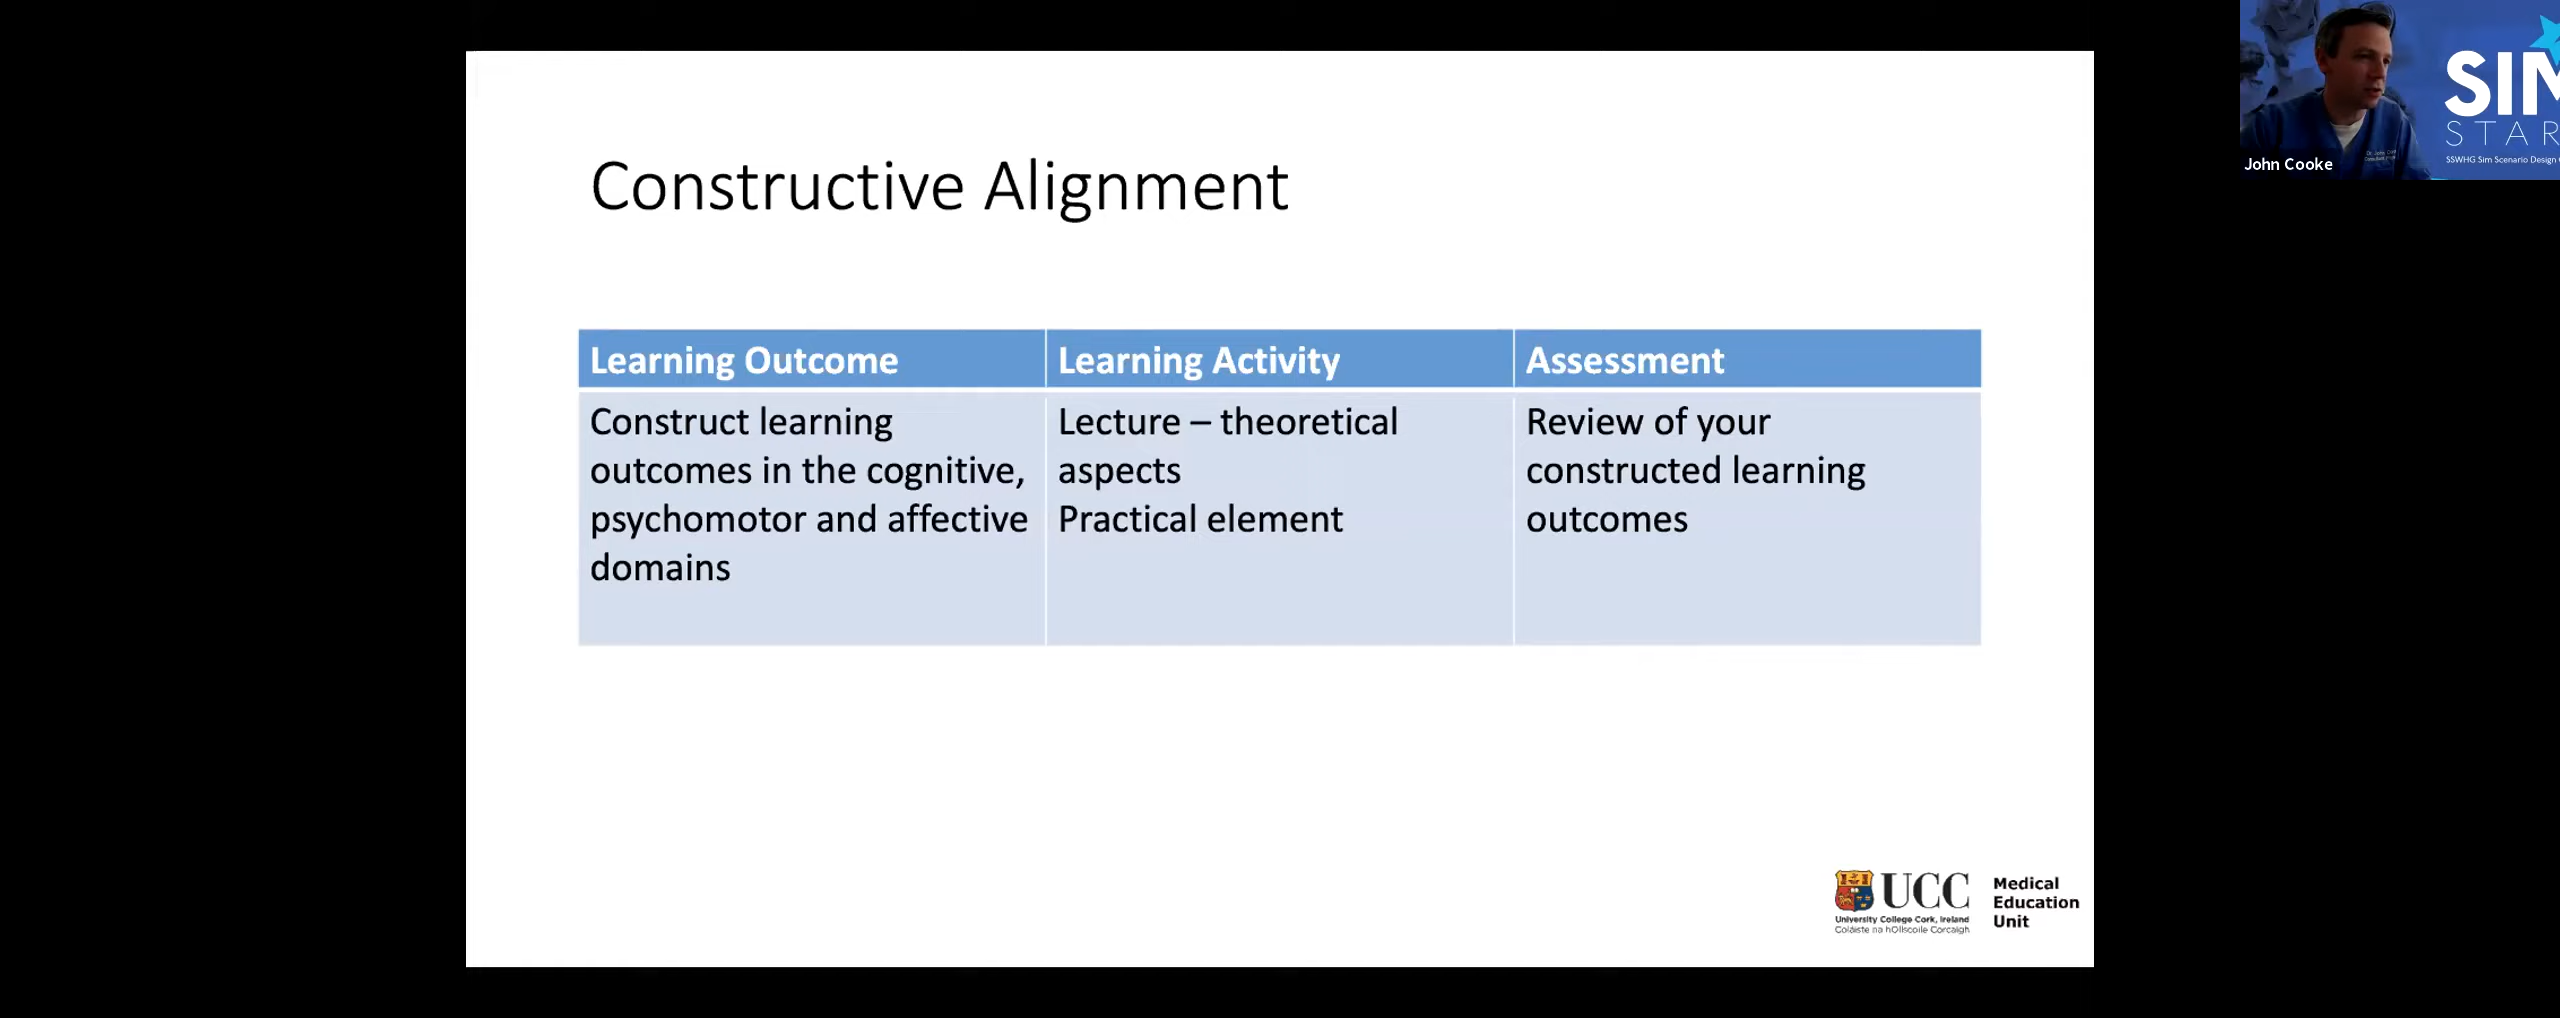 Constructive Alignment
Learning Outcome
Learning Activity
Assessment
Construct learning
outcomes in the cognitive,
psychomotor and affective
domains
Lecture – theoretical
aspects
Practical element
Review of your
constructed learning
outcomes
UCC
University College Cork, Ireland
Coláiste na hOllscoile Corcaigh
Medical
Education
Unit
SIM
STAR
SSWHG Sim Scenario Design
John Cooke